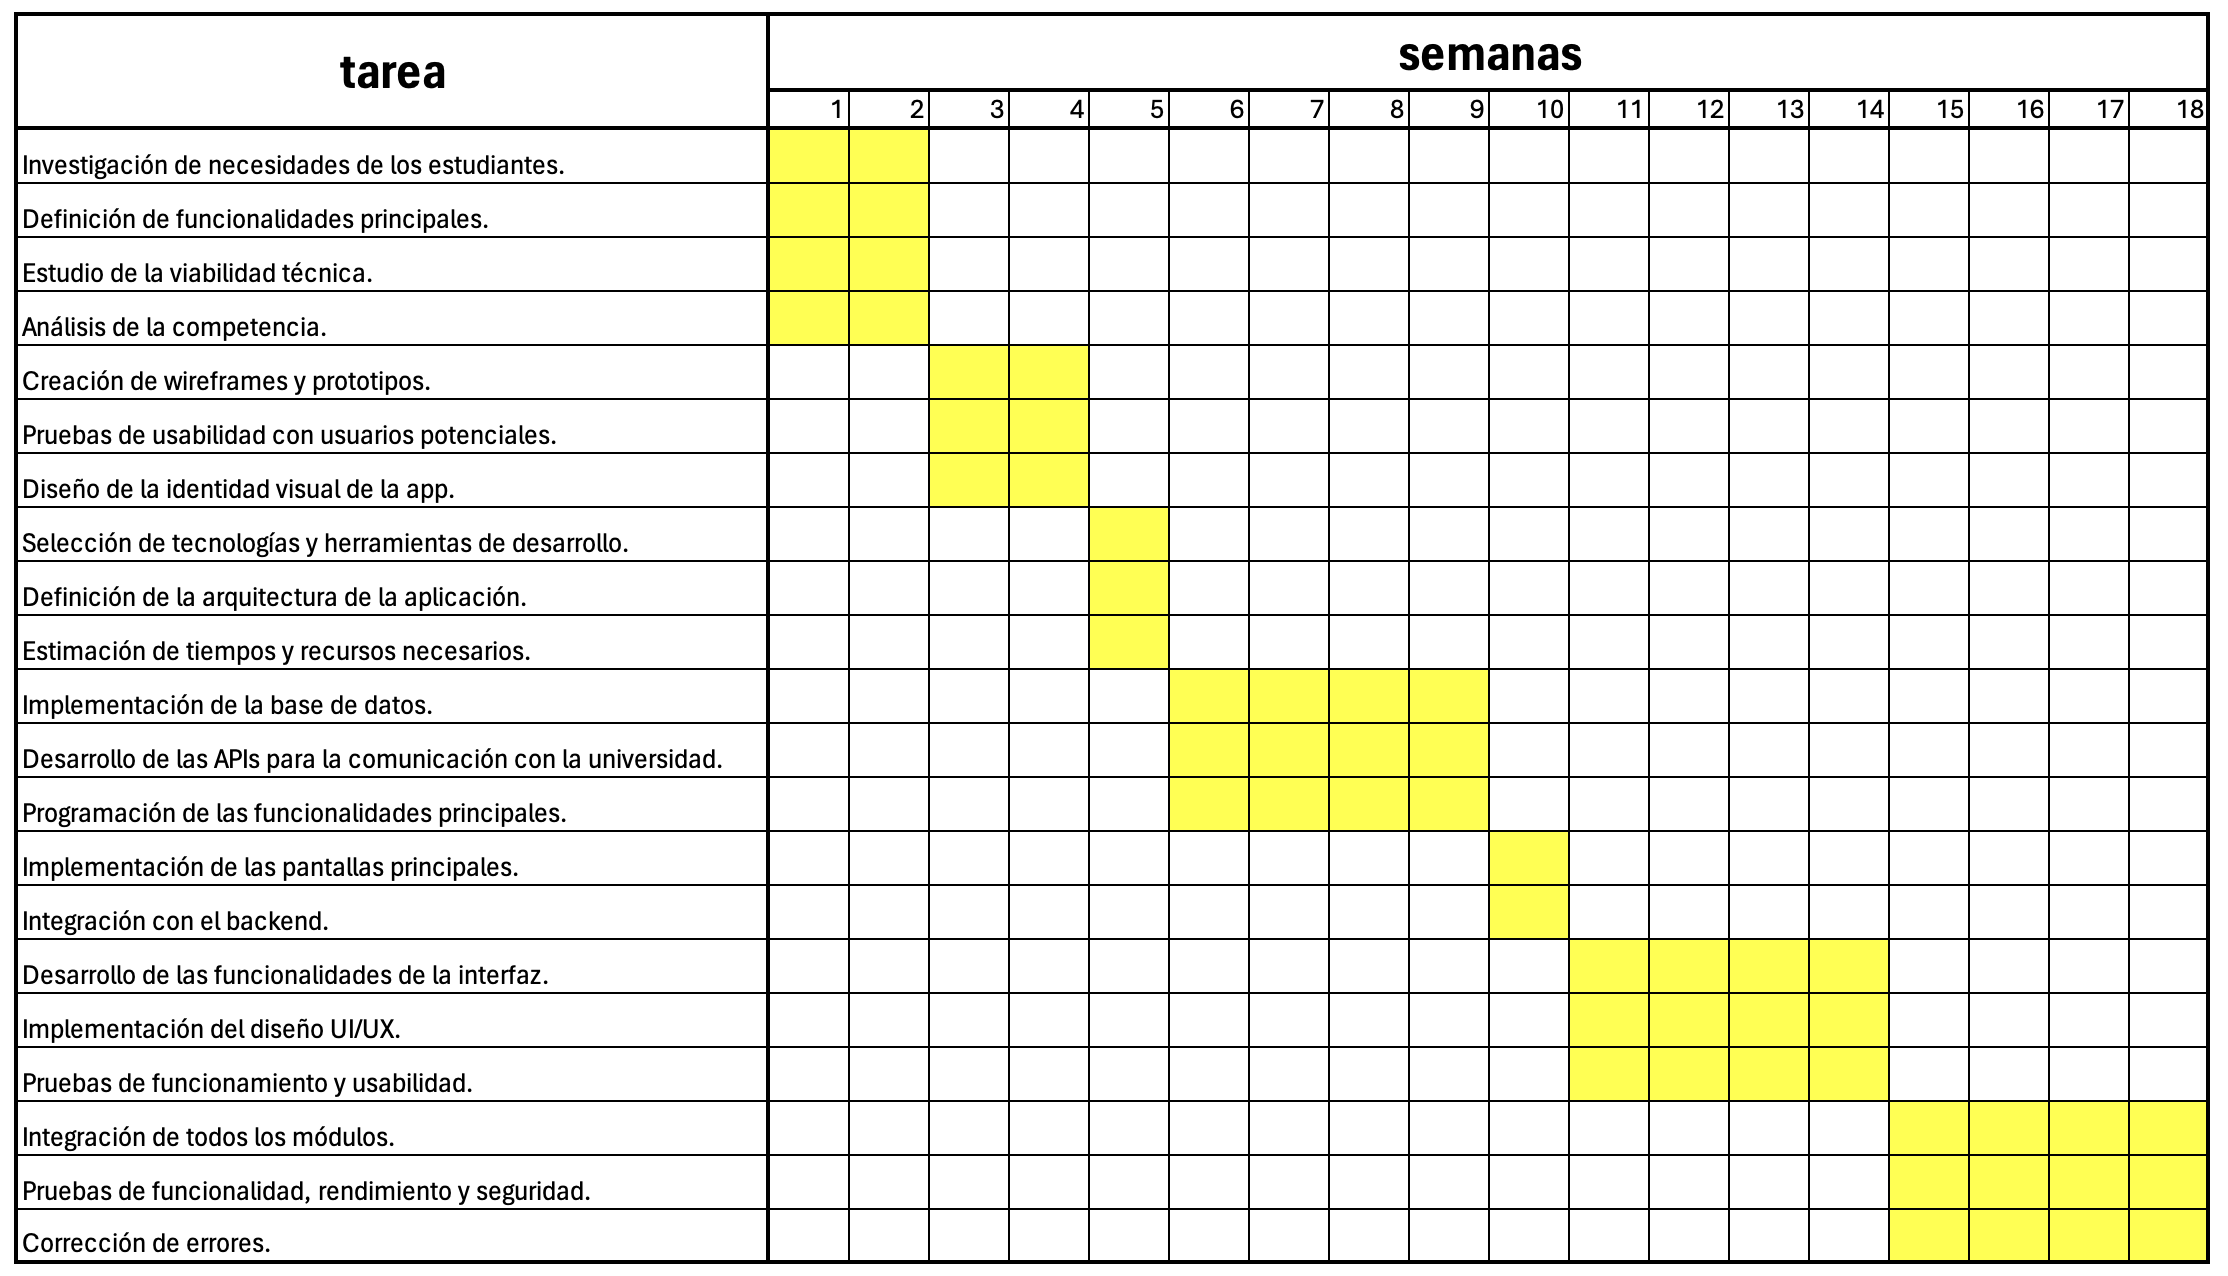 tarea
semanas
1 2 3 4 5 6 7 8 9 10 11 12 13 14 15 16 17 18
Investigación de necesidades de los estudiantes.
Definición de funcionalidades principales.
Estudio de la viabilidad técnica.
Análisis de la competencia.
Creación de wireframes y prototipos.
Pruebas de usabilidad con usuarios potenciales.
Diseño de la identidad visual de la app.
Selección de tecnologías y herramientas de desarrollo.
Definición de la arquitectura de la aplicación.
Estimación de tiempos y recursos necesarios.
Implementación de la base de datos.
Desarrollo de las APIs para la comunicación con la universidad.
Programación de las funcionalidades principales.
Implementación de las pantallas principales.
Integración con el backend.
Desarrollo de las funcionalidades de la interfaz.
Implementación del diseño UI/UX.
Pruebas de funcionamiento y usabilidad.
Integración de todos los módulos.
Pruebas de funcionalidad, rendimiento y seguridad.
Corrección de errores.